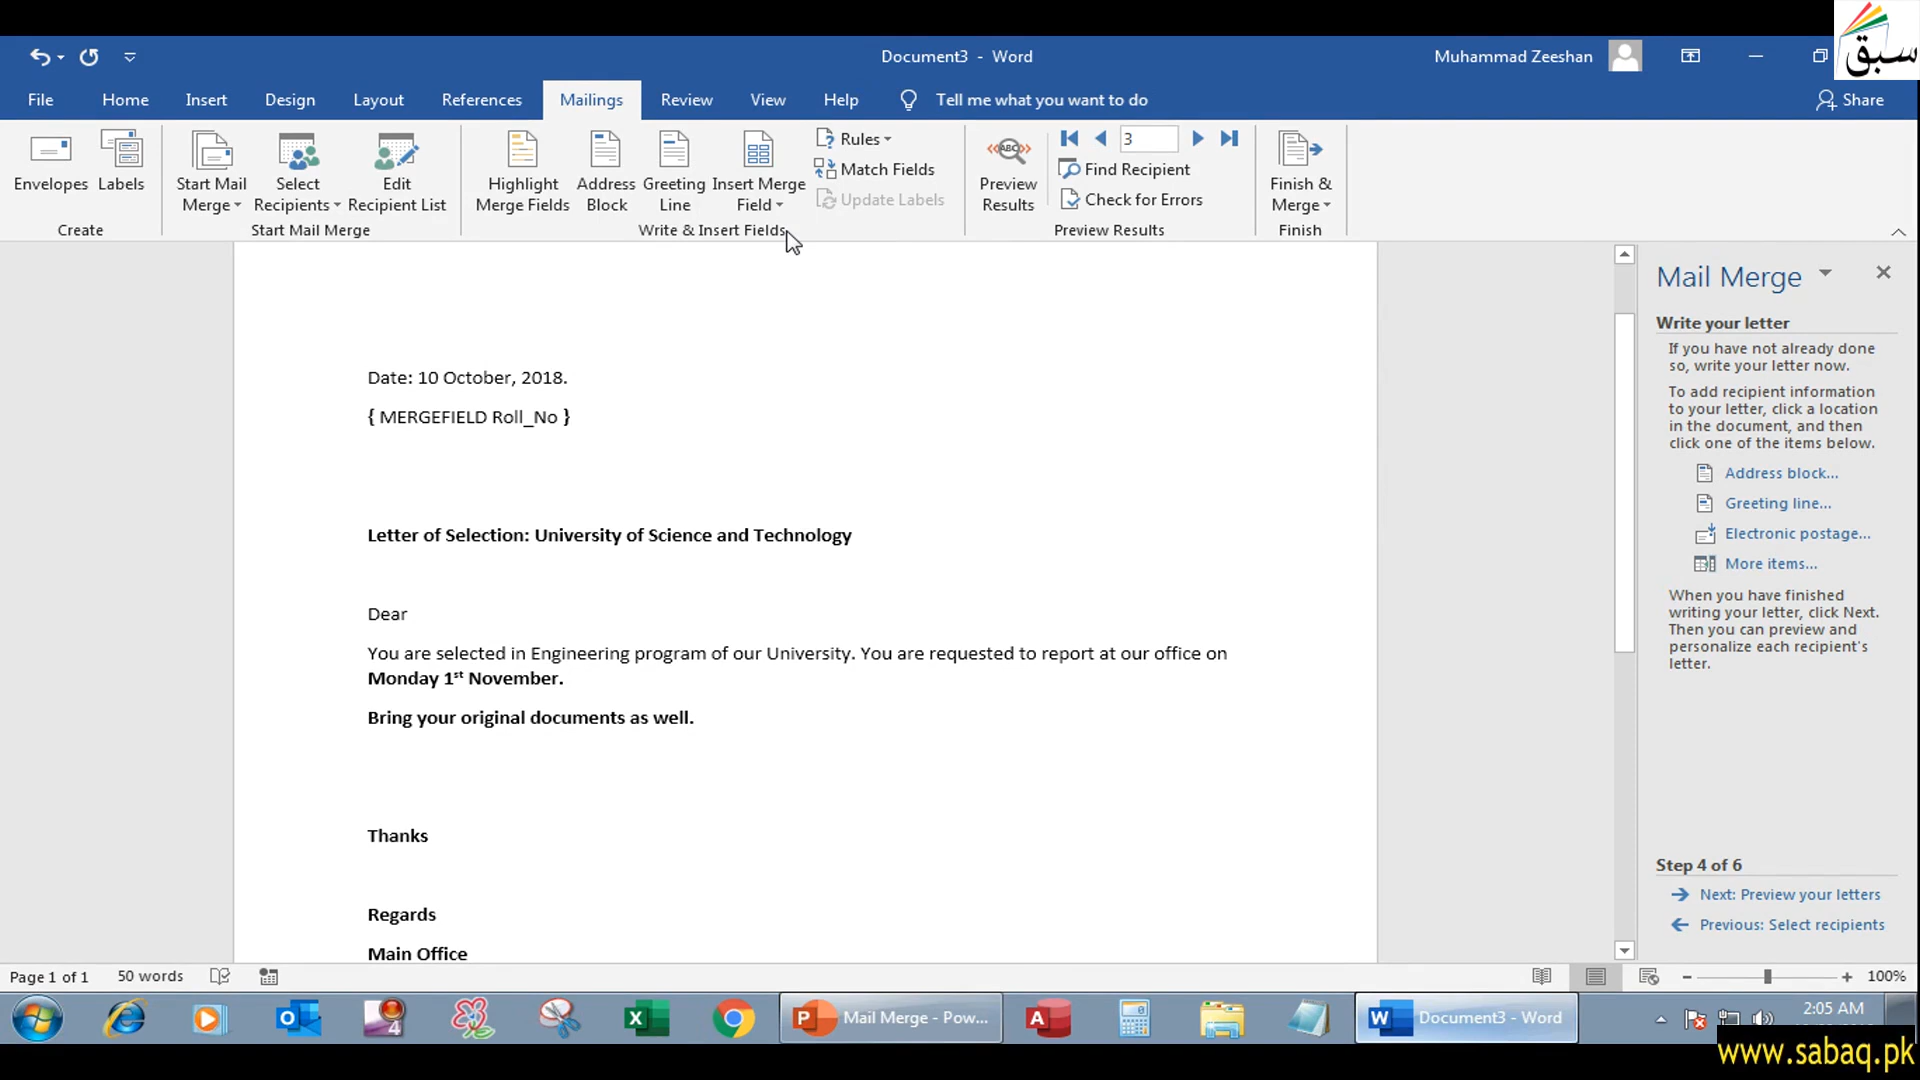 سبق
Document3 - Word
Muhammad Zeeshan
File Home Insert Design Layout References Mailings Review View Help Tell me what you want to do Share
Envelopes
Labels
Create
Start Mail Merge
Select Recipients
Edit Recipient List
Start Mail Merge
Highlight Merge Fields
Address Block
Greeting Line
Insert Merge Field
Rules
Match Fields
Update Labels
Write & Insert Fields
ABC
Preview Results
3
Find Recipient
Check for Errors
Preview Results
Finish & Merge
Finish
Date: 10 October, 2018.
{ MERGEFIELD Roll_No }
Letter of Selection: University of Science and Technology
Dear
You are selected in Engineering program of our University. You are requested to report at our office on
Monday 1st November.
Bring your original documents as well.
Thanks
Regards
Main Office
Mail Merge
Write your letter
If you have not already done
so, write your letter now.
To add recipient information
to your letter, click a location
in the document, and then
click one of the items below.
Address block...
Greeting line...
Electronic postage...
More items...
When you have finished
writing your letter, click Next.
Then you can preview and
personalize each recipient's
letter.
Step 4 of 6
Next: Preview your letters
Previous: Select recipients
Page 1 of 1 50 words
100%
Mail Merge - Pow...
Document3 - Word
2:05 AM
www.sabaq.pk